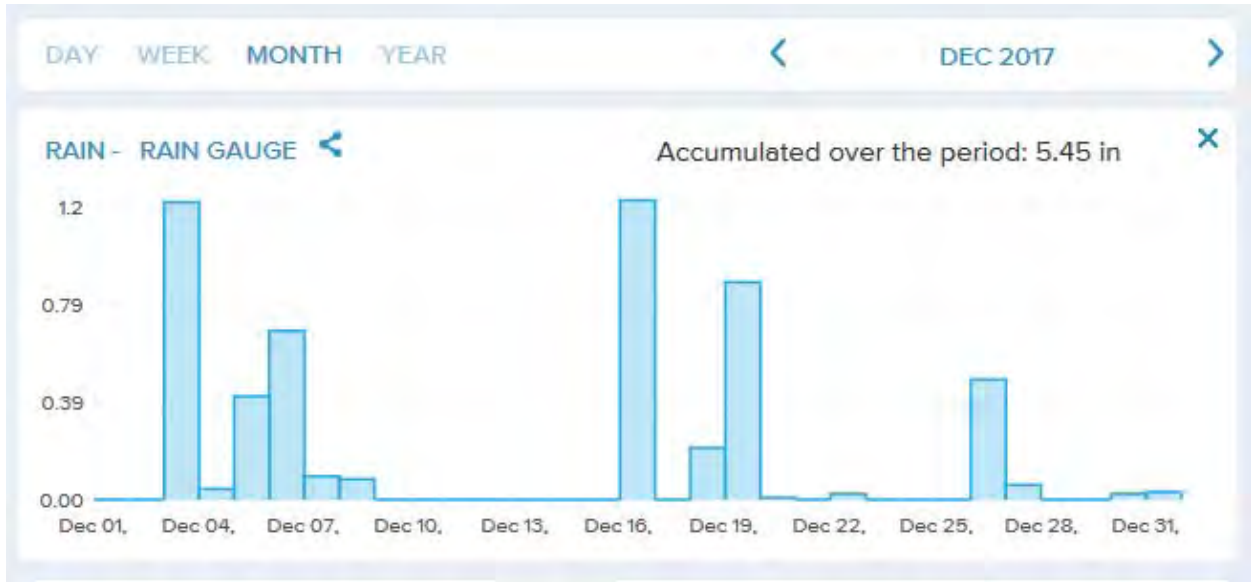 DAY WEEK MONTH YEAR DEC 2017
RAIN - RAIN GAUGE Accumulated over the period: 5.45 in
1.2
0.79
0.39
0.00
Dec 01, Dec 04, Dec 07, Dec 10, Dec 13, Dec 16, Dec 19, Dec 22, Dec 25, Dec 28, Dec 31,